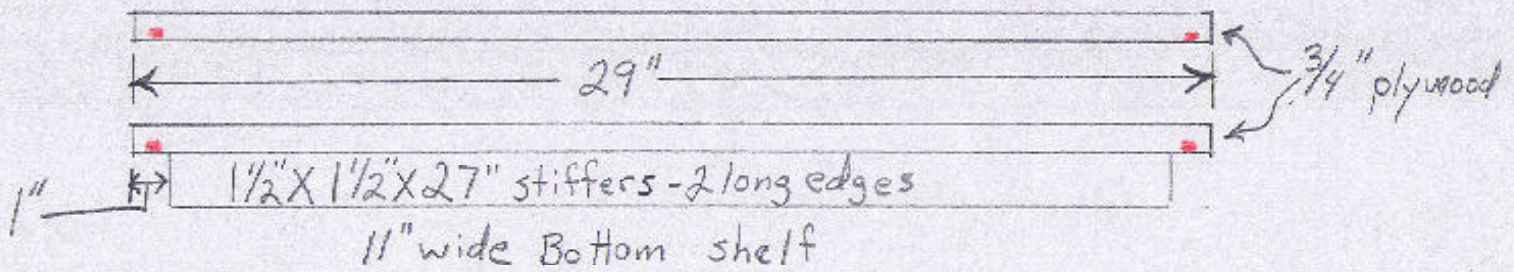 29"
3/4" plywood
1"
1 1/2" X 1 1/2" X 27" stiffers - 2 long edges
11" wide Bottom shelf